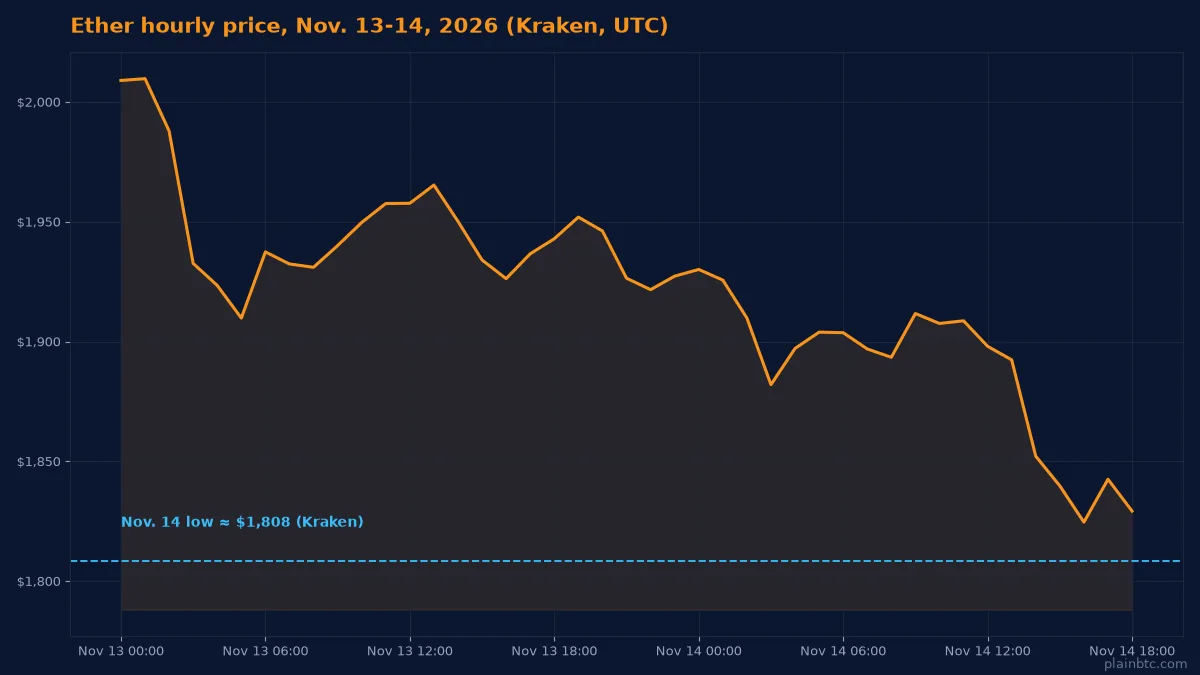 Ether hourly price, Nov. 13-14, 2026 (Kraken, UTC)
$2,000
$1,950
$1,900
$1,850
Nov. 14 low ≈ $1,808 (Kraken)
$1,800
Nov 13 00:00 Nov 13 06:00 Nov 13 12:00 Nov 13 18:00 Nov 14 00:00 Nov 14 06:00 Nov 14 12:00 Nov 14 18:00
plainbtc.com